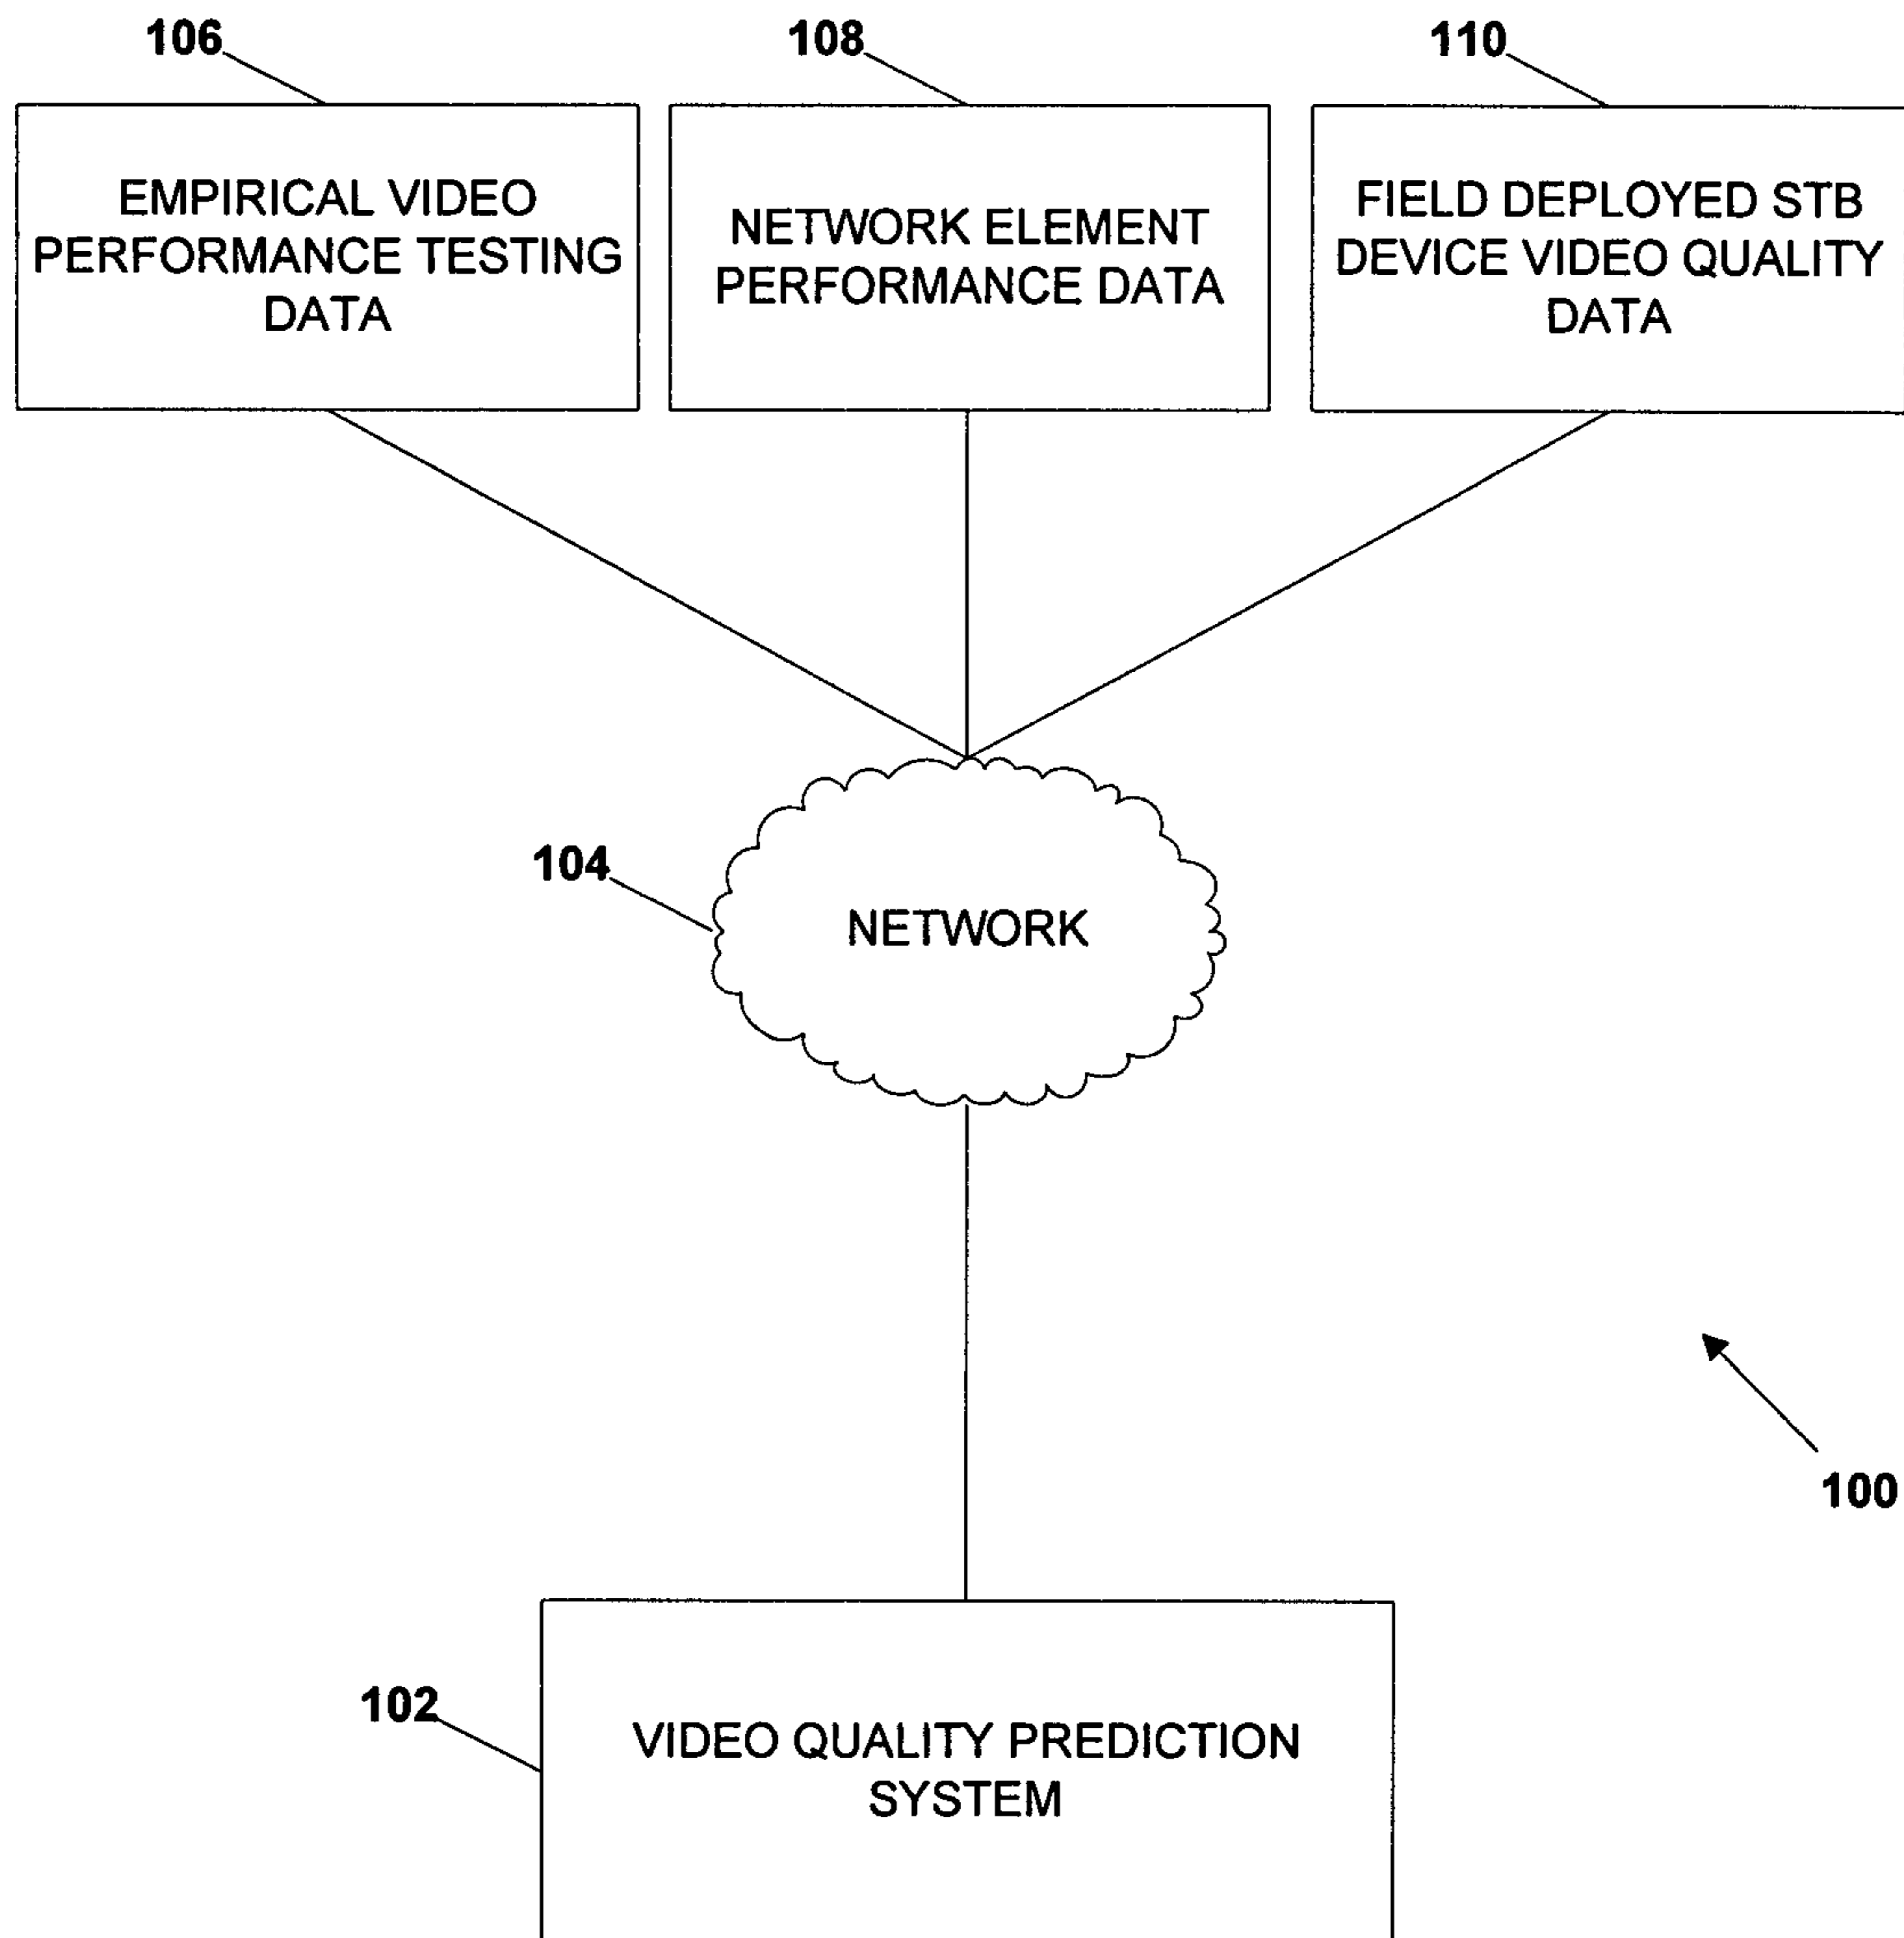 106
108
110
EMPIRICAL VIDEO
PERFORMANCE TESTING
DATA
NETWORK ELEMENT
PERFORMANCE DATA
FIELD DEPLOYED STB
DEVICE VIDEO QUALITY
DATA
104
NETWORK
100
102
VIDEO QUALITY PREDICTION
SYSTEM